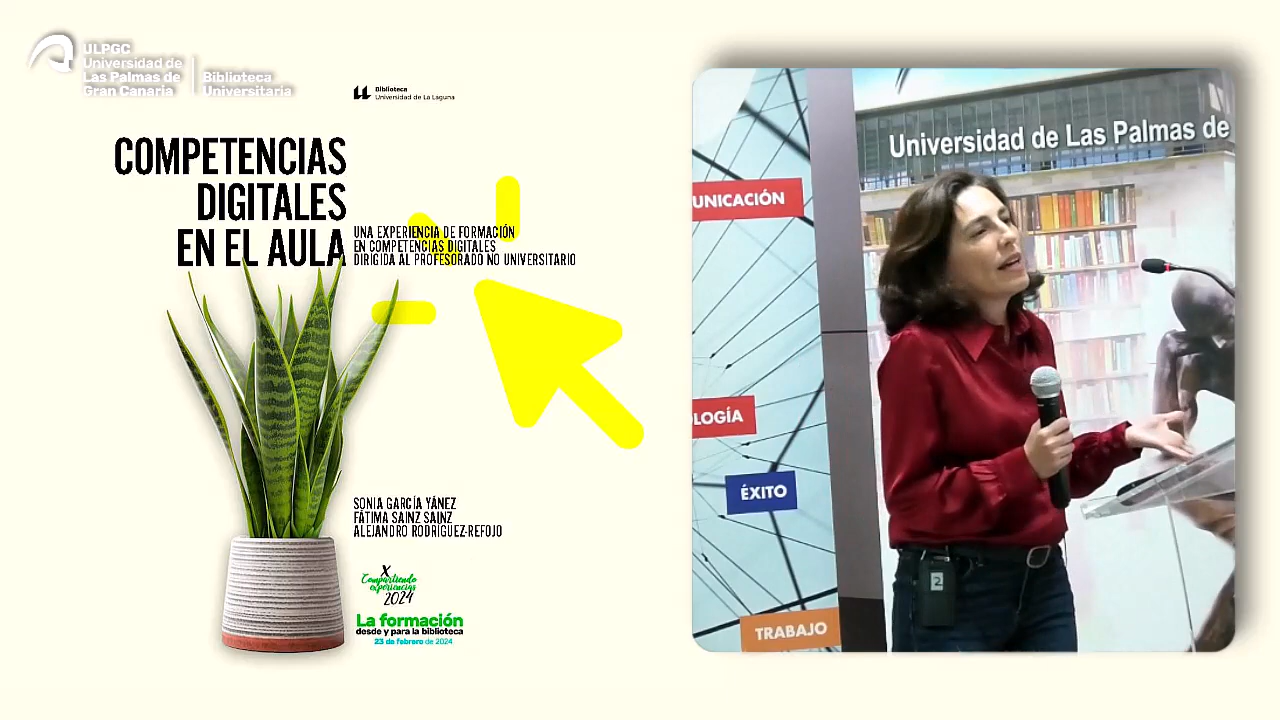 ULPGC
Universidad de
Las Palmas de
Gran Canaria
Biblioteca
Universitaria
Biblioteca
Universidad de La Laguna
COMPETENCIAS
DIGITALES
EN EL AULA
UNA EXPERIENCIA DE FORMACIÓN
EN COMPETENCIAS DIGITALES
DIRIGIDA AL PROFESORADO NO UNIVERSITARIO
SONIA GARCÍA YÁNEZ
FÁTIMA SAINZ SAINZ
ALEJANDRO RODRÍGUEZ-REFOJO
X
Compartiendo
experiencias
2024
La formación
desde y para la biblioteca
23 de febrero de 2024
Universidad de Las Palmas de
UNICACIÓN
LOGÍA
ÉXITO
TRABAJO
2